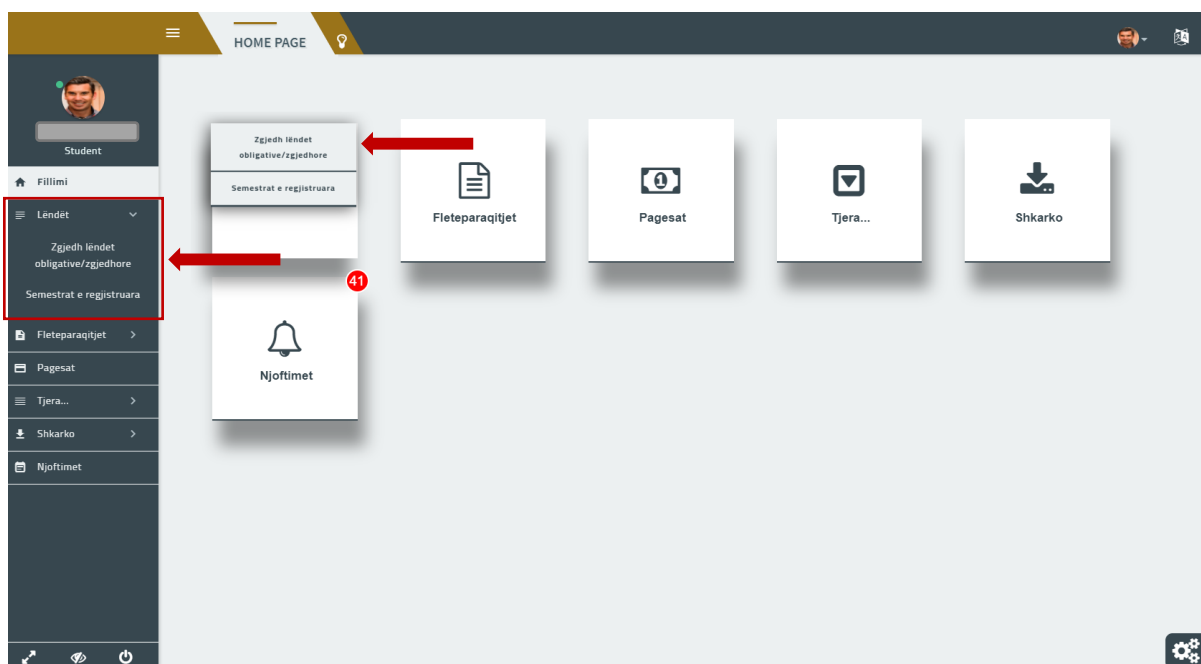 HOME PAGE
Student
Fillimi
Lëndët
Zgjedh lëndet
obligative/zgjedhore
Semestrat e regjistruara
Fleteparaqitjet
Pagesat
Tjera...
Shkarko
Njoftimet
Zgjedh lëndet
obligative/zgjedhore
Semestrat e regjistruara
Fleteparaqitjet
Pagesat
Tjera...
Shkarko
41
Njoftimet